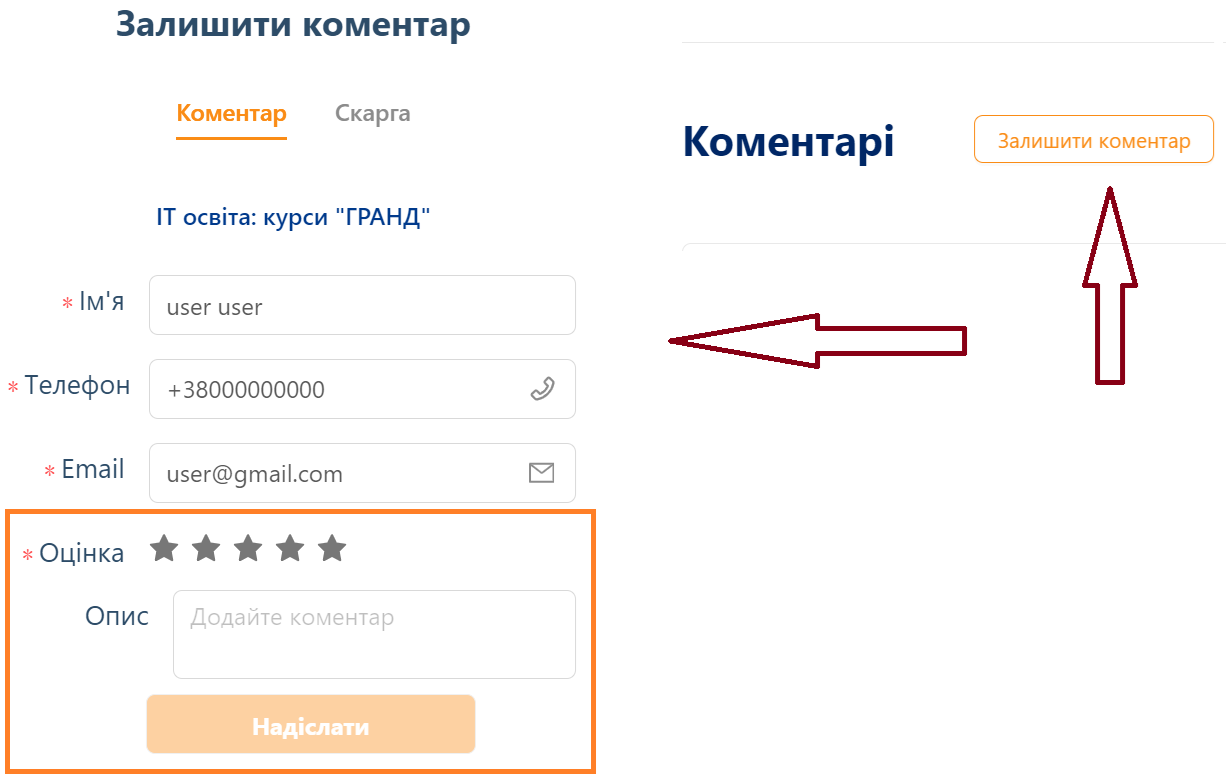 Залишити коментар
Коментар Скарга
ІТ освіта: курси "ГРАНД"
* Ім'я user user
* Телефон +38000000000
* Email user@gmail.com
* Оцінка
Опис Додайте коментар
Надіслати
Коментарі Залишити коментар